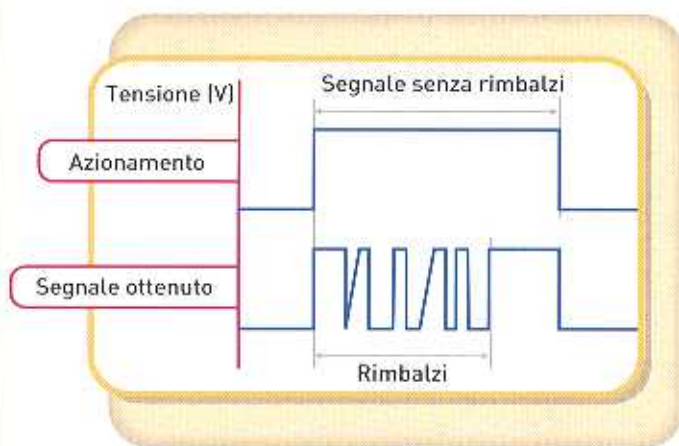 Tensione (V)
Segnale senza rimbalzi
Azionamento
Segnale ottenuto
Rimbalzi